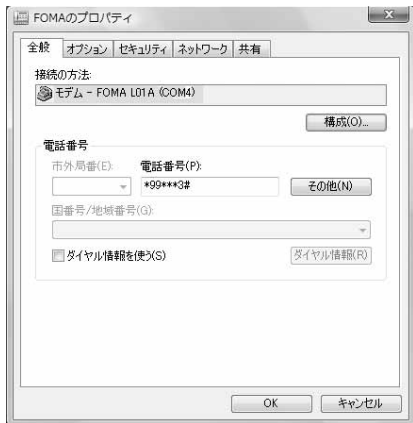 FOMAのプロパティ
全般 オプション セキュリティ ネットワーク 共有
接続の方法:
モデム - FOMA L01A (COM4)
構成(O)...
電話番号
市外局番(E): 電話番号(P):
*99***3# その他(N)
国番号/地域番号(G):
ダイヤル情報を使う(S) ダイヤル情報(R)
OK キャンセル